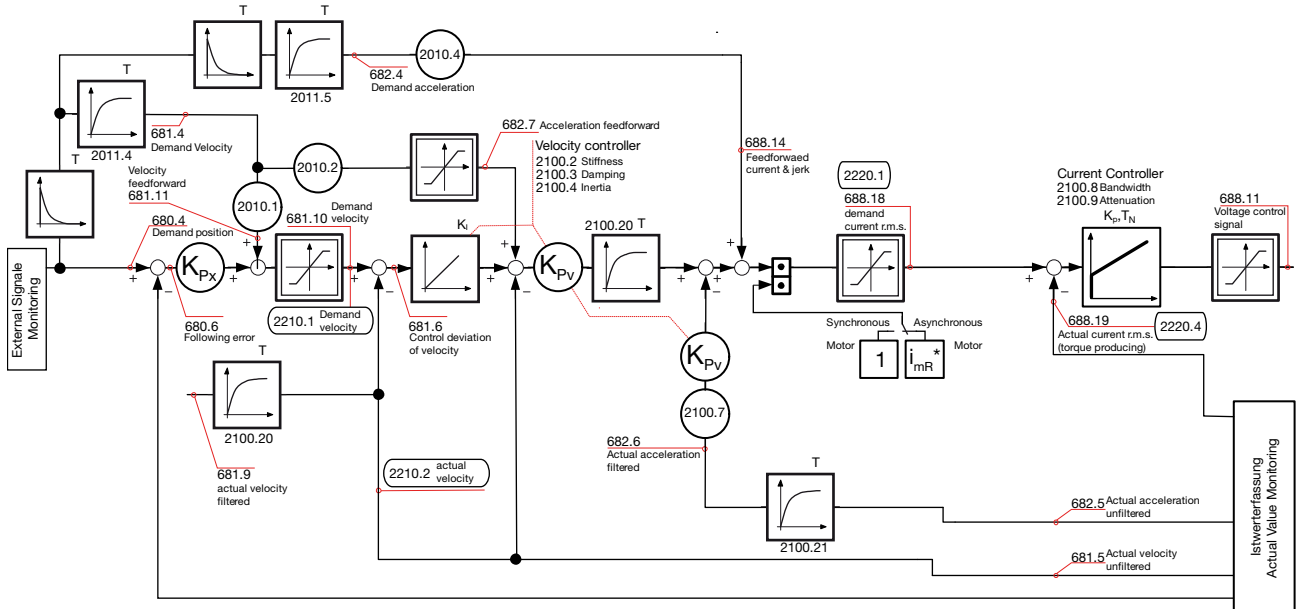 T
T
2010.4
682.4
Demand acceleration
2011.5
T
681.4
Demand Velocity
2011.4
682.7 Acceleration feedforward
Velocity controller
2100.2 Stiffness
2100.3 Damping
2100.4 Inertia
688.14
Feedforwaed
current & jerk
T
Velocity
feedforward
681.11
2010.2
2010.1
2220.1
688.18
demand
current r.m.s.
Current Controller
2100.8 Bandwidth
2100.9 Attenuation
Kp, TN
688.11
Voltage control
signal
680.4
Demand position
Demand
681.10 velocity
KI
2100.20 T
External Signale
Monitoring
+
−
KPx
+
+
+
−
+
+
−
KPv
+
−
+
+
+
−
680.6
Following error
2210.1 Demand
velocity
681.6
Control deviation
of velocity
Synchronous
Motor
Asynchronous
Motor
1
imR*
688.19
Actual current r.m.s.
(torque producing)
2220.4
T
2100.20
KPv
2100.7
681.9
actual velocity
filtered
2210.2 actual
velocity
682.6
Actual acceleration
filtered
T
2100.21
682.5 Actual acceleration
unfiltered
681.5 Actual velocity
unfiltered
Istwerterfassung
Actual Value Monitoring